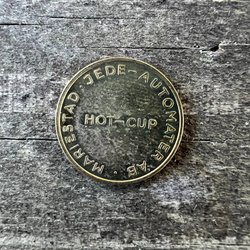 JEDE-AUTOMATER AB · MARIESTAD ·
HOT-CUP